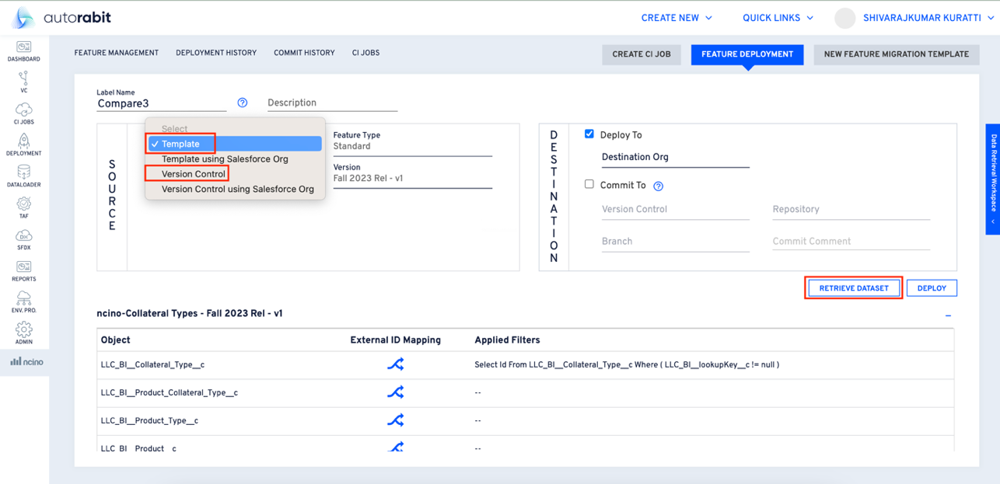 autorabit
CREATE NEW
QUICK LINKS
SHIVARAJKUMAR KURATTI
DASHBOARD
VC
CI JOBS
DEPLOYMENT
DATALOADER
TAF
DX
SFDX
REPORTS
ENV. PRO.
ADMIN
ncino
FEATURE MANAGEMENT
DEPLOYMENT HISTORY
COMMIT HISTORY
CI JOBS
CREATE CI JOB
FEATURE DEPLOYMENT
NEW FEATURE MIGRATION TEMPLATE
Label Name
Compare3
?
Description
SOURCE
Select
✓ Template
Template using Salesforce Org
Version Control
Version Control using Salesforce Org
Feature Type
Standard
Version
Fall 2023 Rel - v1
DESTINATION
Deploy To
Destination Org
Commit To ?
Version Control
Repository
Branch
Commit Comment
Data Retrieval Workspace
RETRIEVE DATASET
DEPLOY
ncino-Collateral Types - Fall 2023 Rel - v1
Object External ID Mapping Applied Filters
LLC_BI__Collateral_Type__c Select Id From LLC_BI__Collateral_Type__c Where ( LLC_BI__lookupKey__c != null )
LLC_BI__Product_Collateral_Type__c --
LLC_BI__Product_Type__c --
LLC_BI__Product__c --